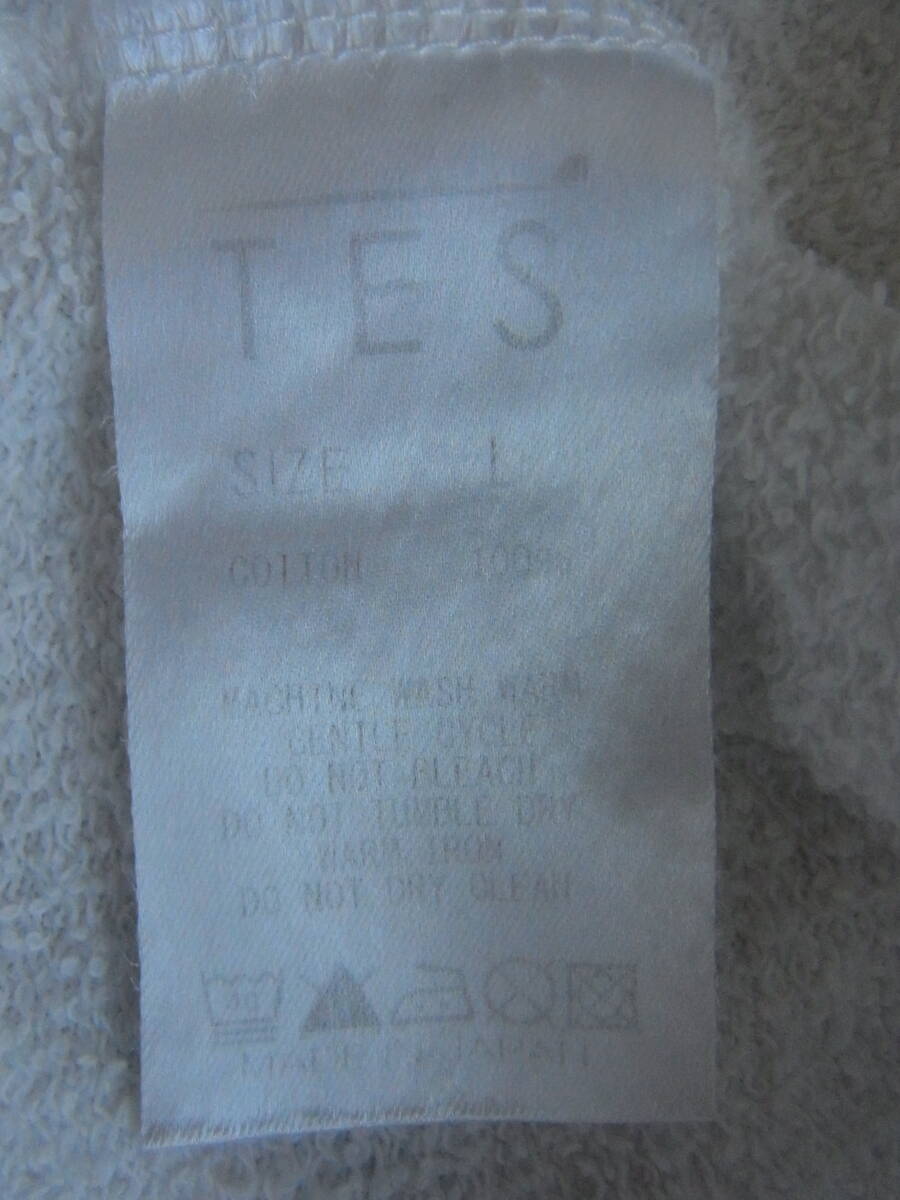 TES
SIZE L
COTTON 100%
MACHINE WASH WARM
GENTLE CYCLE
DO NOT BLEACH
DO NOT TUMBLE DRY
WARM IRON
DO NOT DRY CLEAN
MADE IN JAPAN